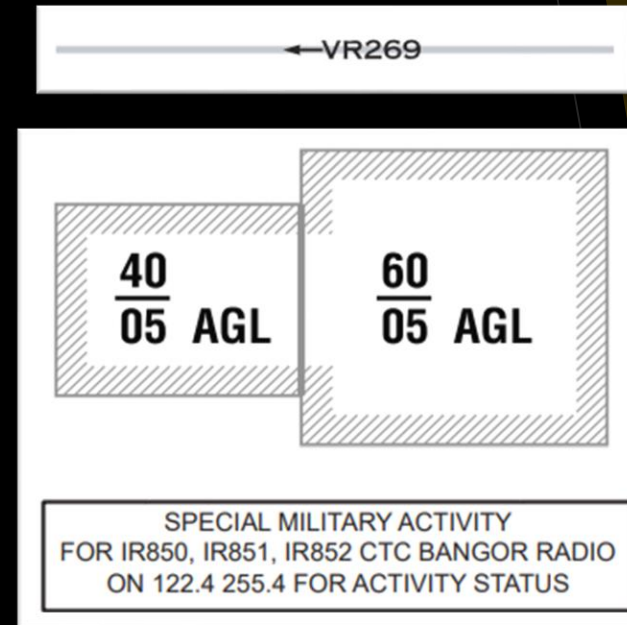 VR269
40 60
05 AGL 05 AGL
SPECIAL MILITARY ACTIVITY
FOR IR850, IR851, IR852 CTC BANGOR RADIO
ON 122.4 255.4 FOR ACTIVITY STATUS